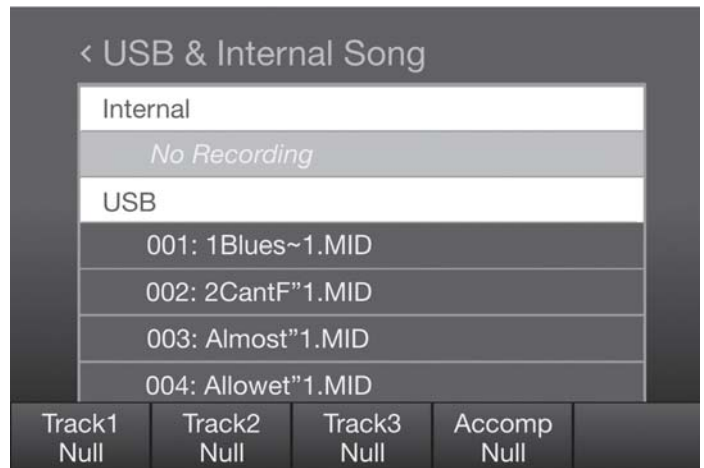 < USB & Internal Song
Internal
No Recording
USB
001: 1Blues~1.MID
002: 2CantF”1.MID
003: Almost”1.MID
004: Allowet”1.MID
Track1 Track2 Track3 Accomp
Null Null Null Null